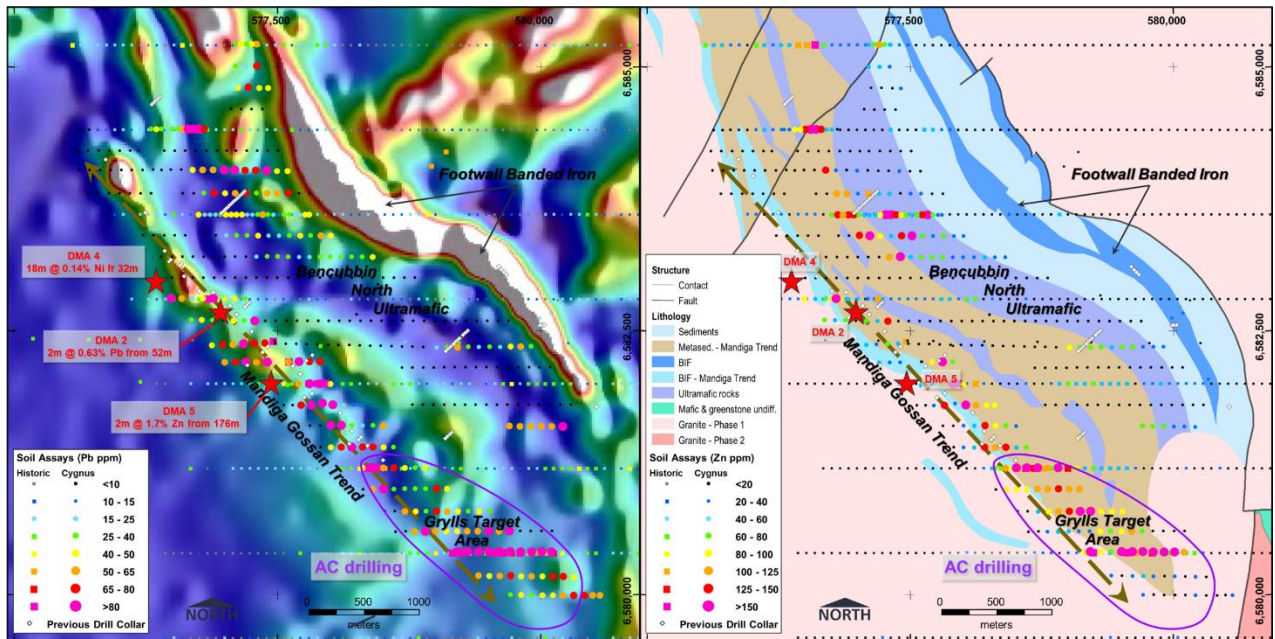 577,500
580,000
6,585,000
Footwall Banded Iron
DMA 4
18m @ 0.14% Ni fr 32m
Bencubbin
North
Ultramafic
DMA 2
2m @ 0.63% Pb from 52m
6,582,500
DMA 5
2m @ 1.7% Zn from 176m
Mandiga Gossan Trend
Soil Assays (Pb ppm)
Historic Cygnus
<10
10 - 15
15 - 25
25 - 40
40 - 50
50 - 65
65 - 80
>80
Previous Drill Collar
Grylls Target
Area
AC drilling
NORTH
0 500 1000
meters
6,580,000
577,500
580,000
6,585,000
Footwall Banded Iron
DMA 4
Bencubbin
North
Ultramafic
DMA 2
6,582,500
DMA 5
Mandiga Gossan Trend
Structure
Contact
Fault
Lithology
Sediments
Metased. - Mandiga Trend
BIF
BIF - Mandiga Trend
Ultramafic rocks
Mafic & greenstone undiff.
Granite - Phase 1
Granite - Phase 2
Soil Assays (Zn ppm)
Historic Cygnus
<20
20 - 40
40 - 60
60 - 80
80 - 100
100 - 125
125 - 150
>150
Previous Drill Collar
Grylls Target
Area
AC drilling
NORTH
0 500 1000
meters
6,580,000